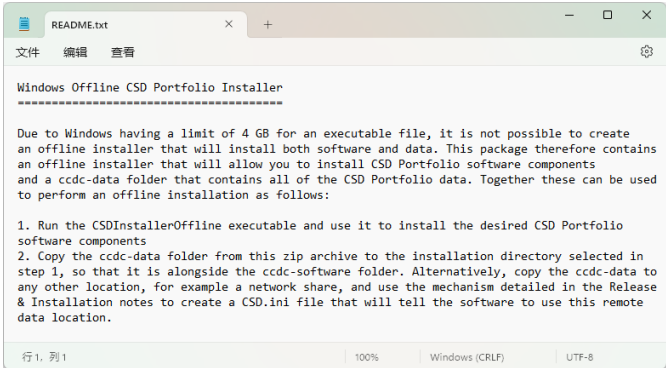 README.txt
文件 编辑 查看
Windows Offline CSD Portfolio Installer
=======================================
Due to Windows having a limit of 4 GB for an executable file, it is not possible to create
an offline installer that will install both software and data. This package therefore contains
an offline installer that will allow you to install CSD Portfolio software components
and a ccdc-data folder that contains all of the CSD Portfolio data. Together these can be used
to perform an offline installation as follows:
1. Run the CSDInstallerOffline executable and use it to install the desired CSD Portfolio
software components
2. Copy the ccdc-data folder from this zip archive to the installation directory selected in
step 1, so that it is alongside the ccdc-software folder. Alternatively, copy the ccdc-data to
any other location, for example a network share, and use the mechanism detailed in the Release
& Installation notes to create a CSD.ini file that will tell the software to use this remote
data location.
行 1, 列 1 100% Windows (CRLF) UTF-8